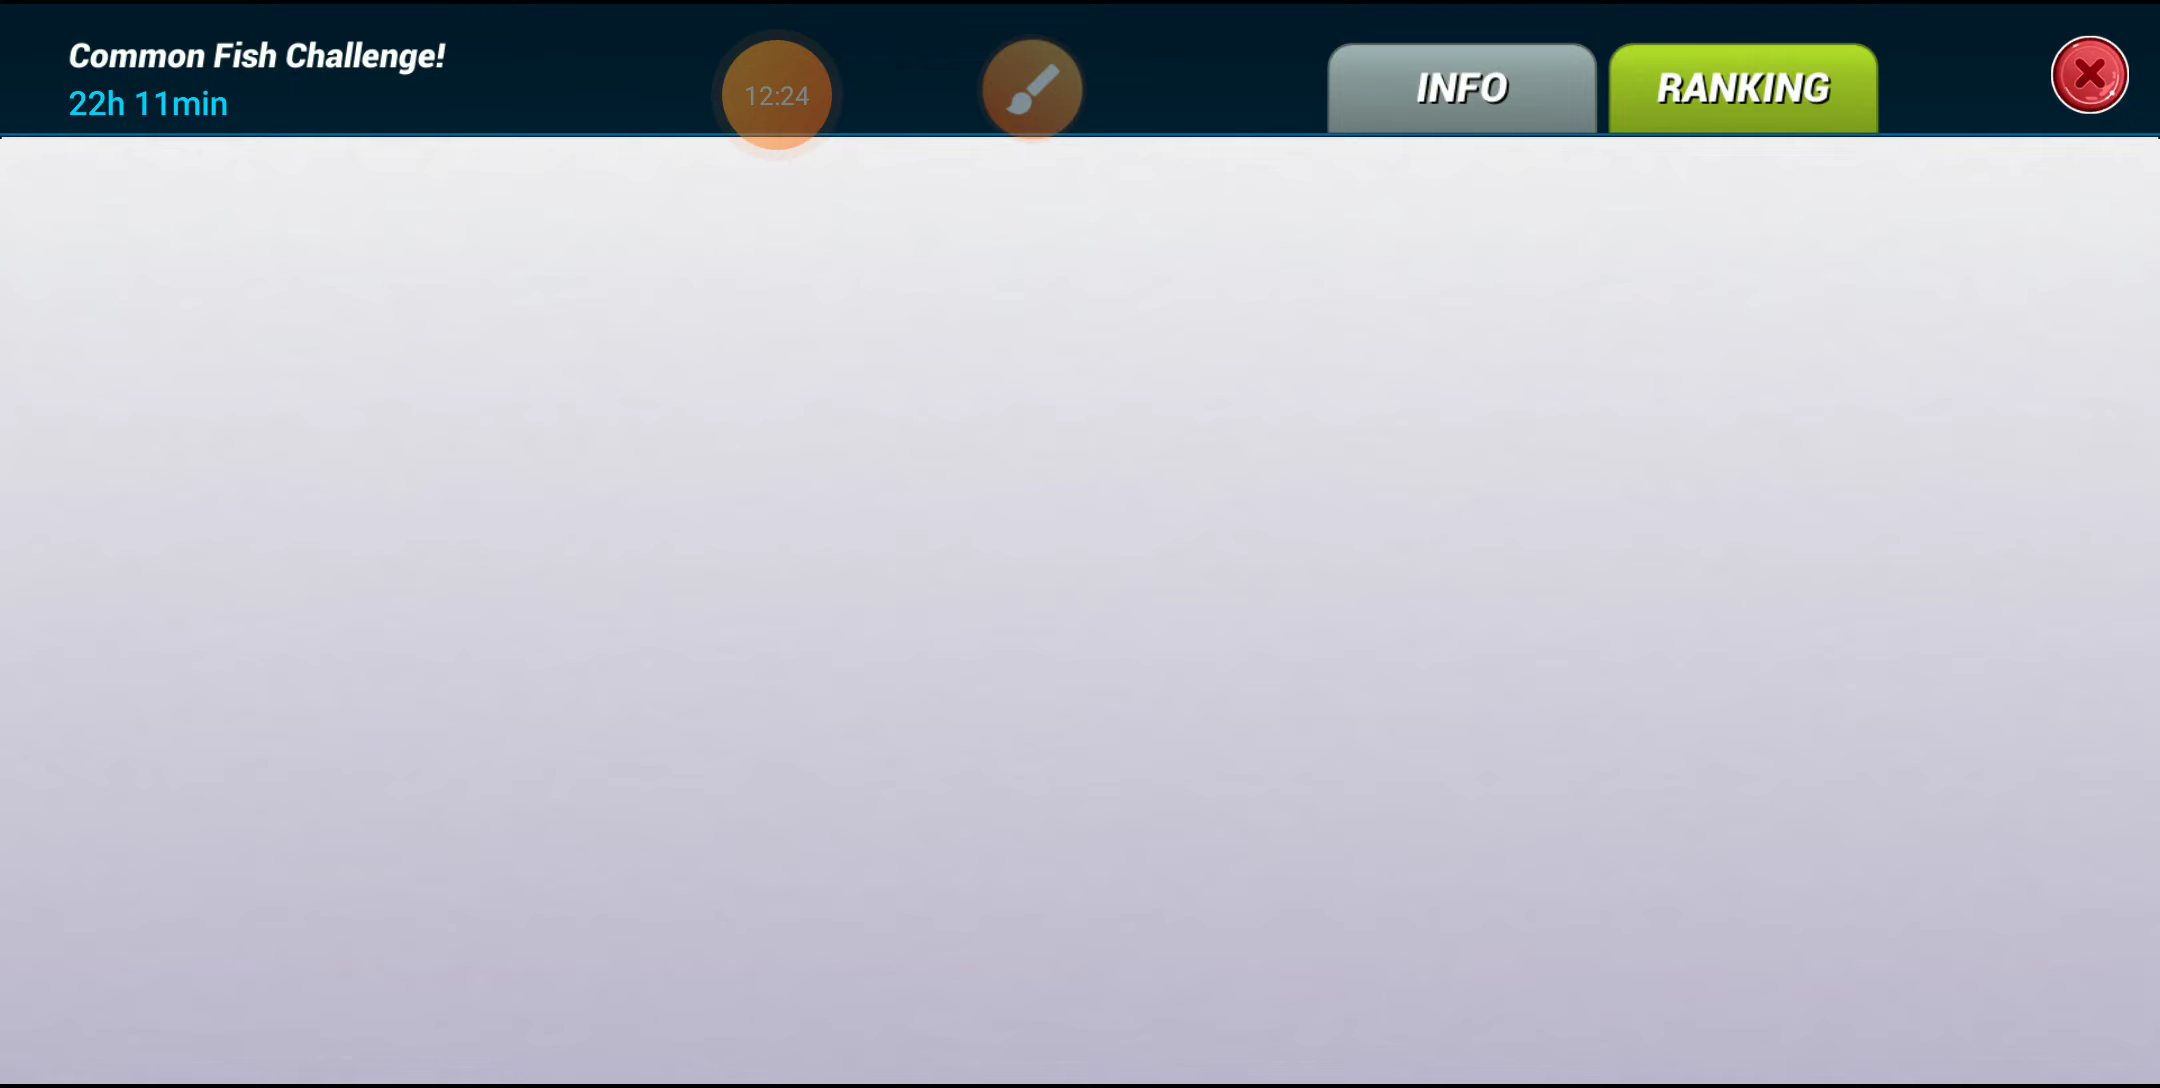 Common Fish Challenge!
22h 11min
12:24
INFO
RANKING